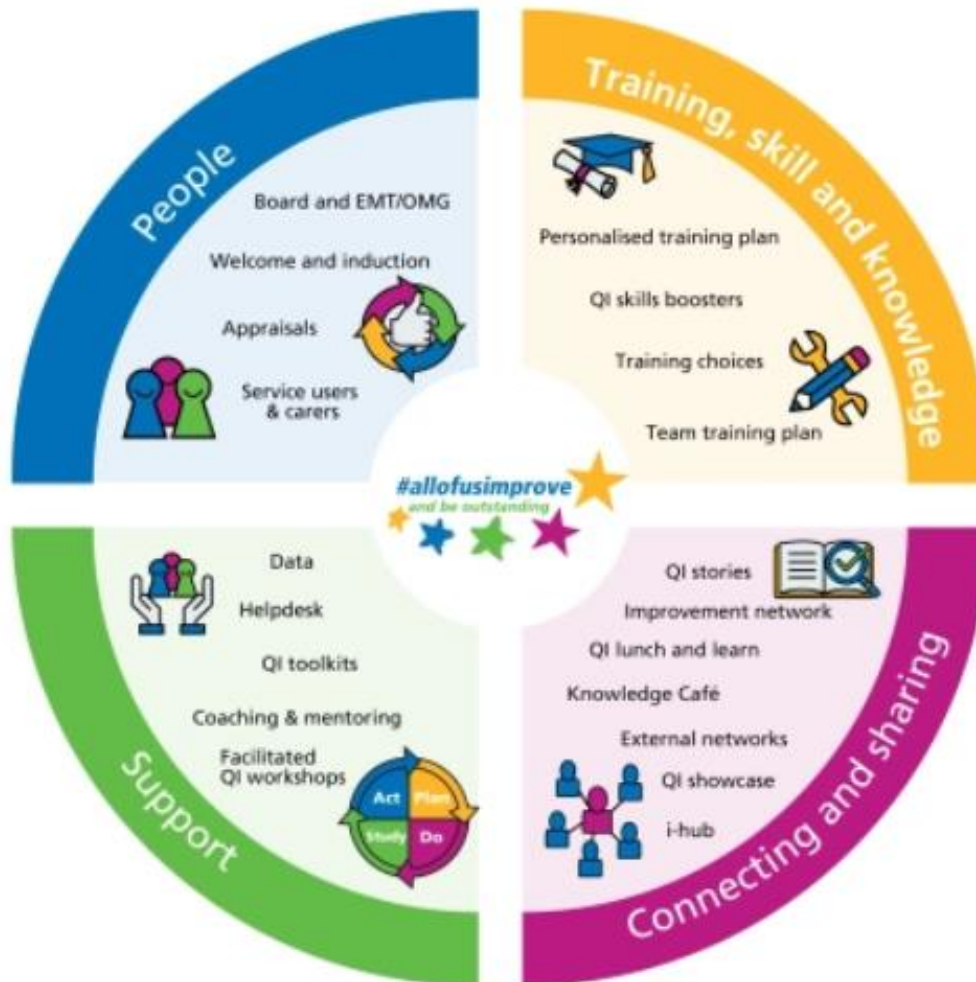 People
Board and EMT/OMG
Welcome and induction
Appraisals
Service users
& carers
Training, skill and knowledge
Personalised training plan
QI skills boosters
Training choices
Team training plan
#allofusimprove
and be outstanding
Support
Data
Helpdesk
QI toolkits
Coaching & mentoring
Facilitated
QI workshops
Act Plan
Study Do
Connecting and sharing
QI stories
Improvement network
QI lunch and learn
Knowledge Café
External networks
QI showcase
i-hub